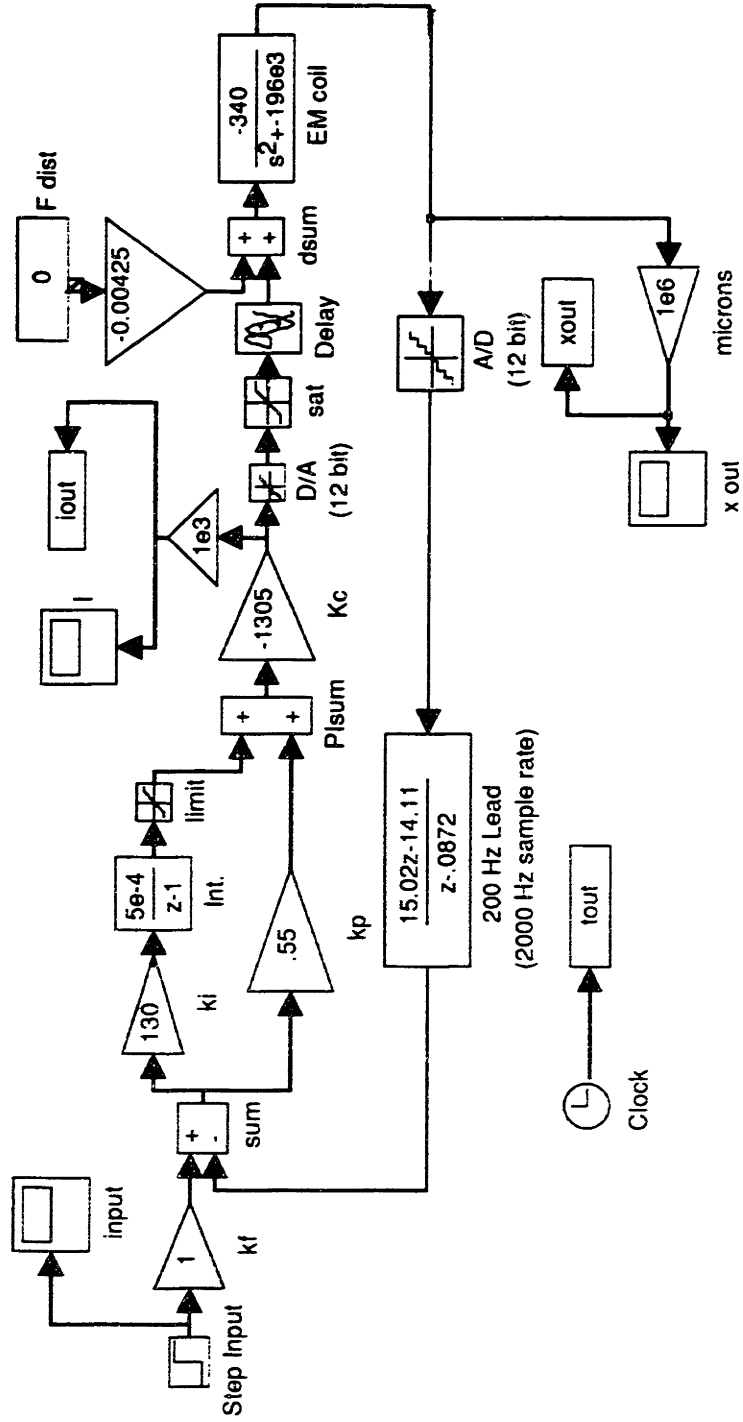 Step Input
input
1
kf
+
-
sum
130
ki
5e-4
z-1
Int.
limit
.55
kp
+
+
PIsum
-1305
Kc
1e3
I
iout
D/A
(12 bit)
sat
Delay
0
F dist
-0.00425
+
+
dsum
-340
s²+-196e3
EM coil
A/D
(12 bit)
15.02z-14.11
z-.0872
200 Hz Lead
(2000 Hz sample rate)
1e6
microns
xout
x out
Clock
tout